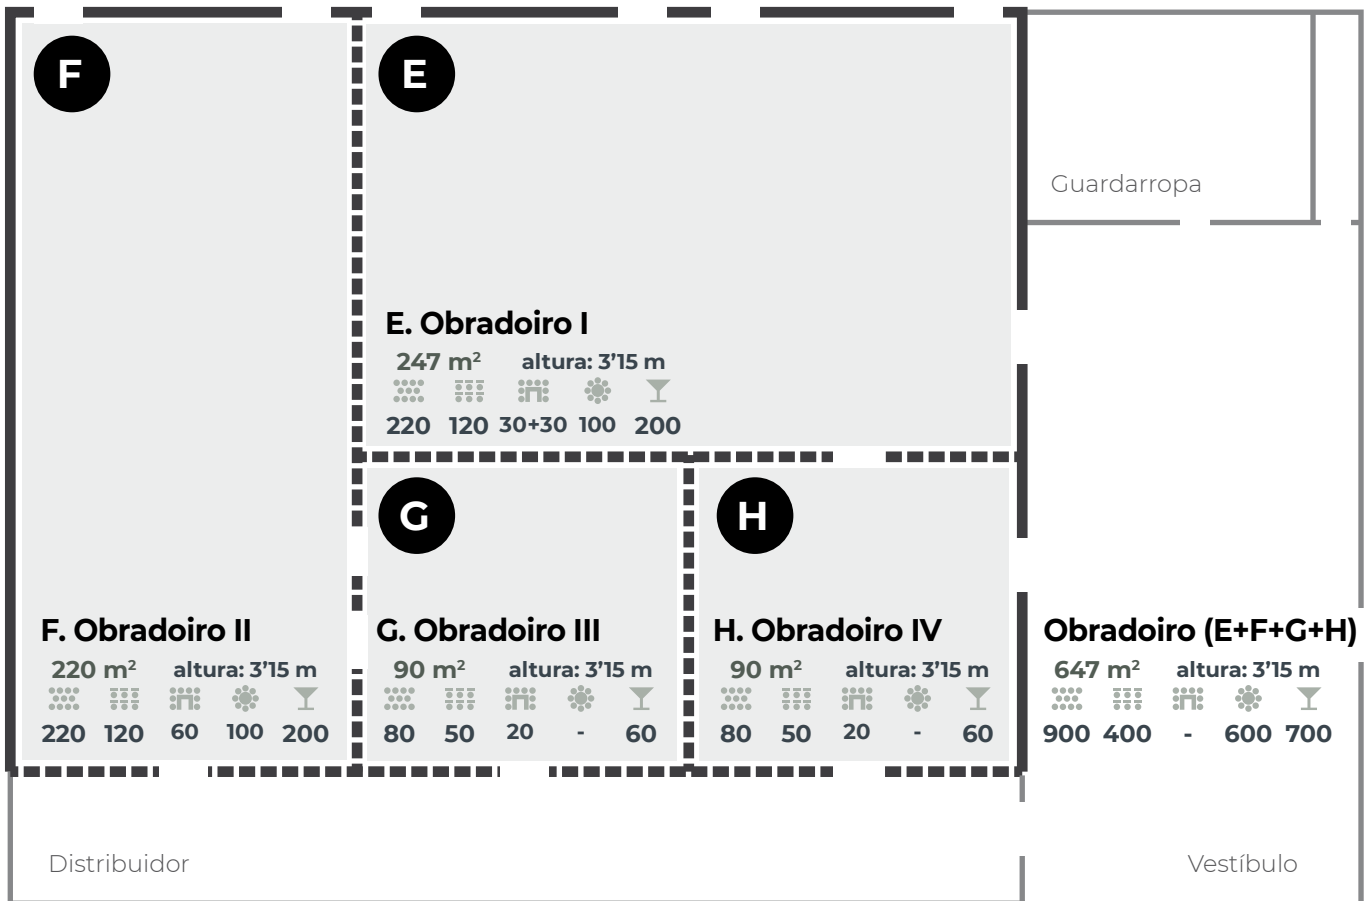 F
E
Guardarropa
E. Obradoiro I
247 m² altura: 3’15 m
220 120 30+30 100 200
G
H
F. Obradoiro II
220 m² altura: 3’15 m
220 120 60 100 200
G. Obradoiro III
90 m² altura: 3’15 m
80 50 20 - 60
H. Obradoiro IV
90 m² altura: 3’15 m
80 50 20 - 60
Obradoiro (E+F+G+H)
647 m² altura: 3’15 m
900 400 - 600 700
Distribuidor
Vestíbulo